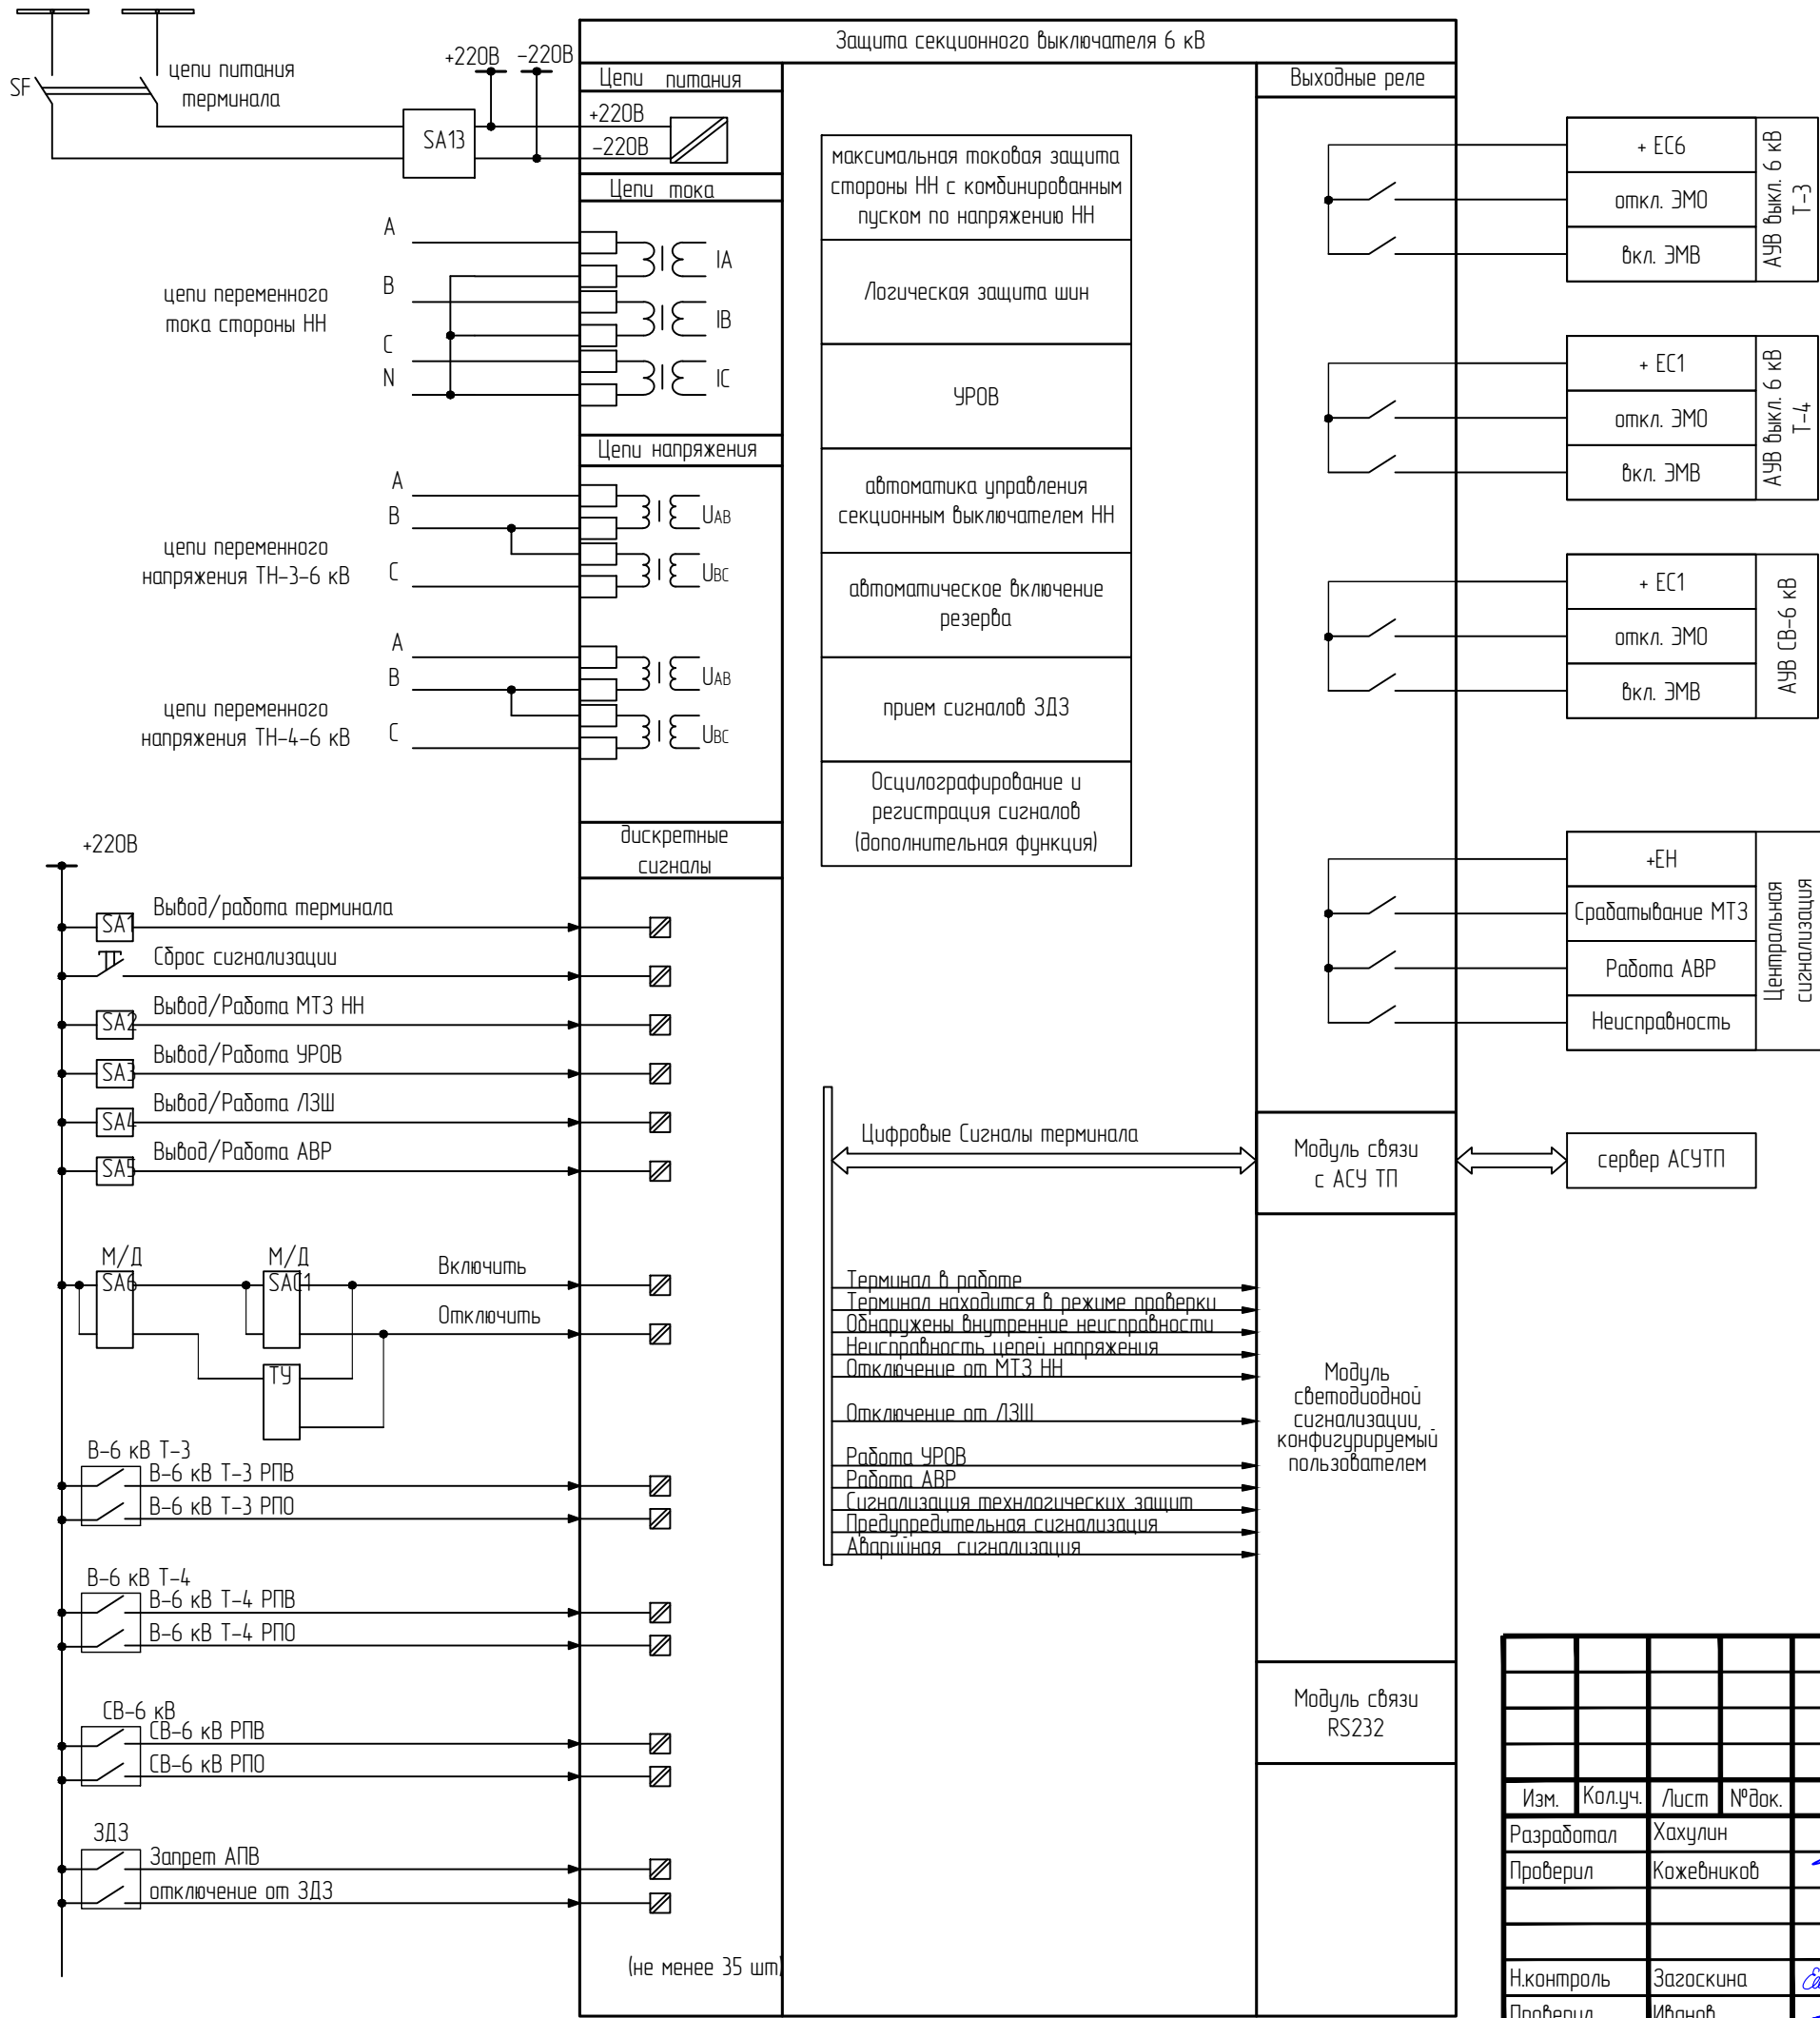 Защита секционного выключателя 6 кВ
SF
цепи питания
терминала
+220В
-220В
SA13
Цепи питания
+220В
-220В
Цепи тока
A
B
C
N
цепи переменного
тока стороны НН
IA
IB
IC
Цепи напряжения
A
B
C
цепи переменного
напряжения ТН-3-6 кВ
UAB
UBC
A
B
C
цепи переменного
напряжения ТН-4-6 кВ
UAB
UBC
дискретные
сигналы
+220В
SA1
Вывод/работа терминала
Сброс сигнализации
SA2
Вывод/Работа МТЗ НН
SA3
Вывод/Работа УРОВ
SA4
Вывод/Работа ЛЗШ
SA5
Вывод/Работа АВР
М/Д
SA6
М/Д
SAC1
Включить
Отключить
ТУ
В-6 кВ Т-3
В-6 кВ Т-3 РПВ
В-6 кВ Т-3 РПО
В-6 кВ Т-4
В-6 кВ Т-4 РПВ
В-6 кВ Т-4 РПО
СВ-6 кВ
СВ-6 кВ РПВ
СВ-6 кВ РПО
ЗДЗ
Запрет АПВ
отключение от ЗДЗ
(не менее 35 шт)
максимальная токовая защита
стороны НН с комбинированным
пуском по напряжению НН
Логическая защита шин
УРОВ
автоматика управления
секционным выключателем НН
автоматическое включение
резерва
прием сигналов ЗДЗ
Осцилографирование и
регистрация сигналов
(дополнительная функция)
Цифровые Сигналы терминала
Терминал в работе
Терминал находится в режиме проверки
Обнаружены внутренние неисправности
Неисправность цепей напряжения
Отключение от МТЗ НН
Отключение от ЛЗШ
Работа УРОВ
Работа АВР
Сигнализация технлогических защит
Предупредительная сигнализация
Аварийная сигнализация
Выходные реле
Модуль связи
с АСУ ТП
Модуль
светодиодной
сигнализации,
конфигурируемый
пользователем
Модуль связи
RS232
+ ЕС6
откл. ЭМО
вкл. ЭМВ
АУВ выкл. 6 кВ
Т-3
+ ЕС1
откл. ЭМО
вкл. ЭМВ
АУВ выкл. 6 кВ
Т-4
+ ЕС1
откл. ЭМО
вкл. ЭМВ
АУВ СВ-6 кВ
+ЕН
Срабатывание МТЗ
Работа АВР
Неисправность
Центральная
сигнализация
сервер АСУТП
Изм. Кол.уч. Лист №док.
Разработал Хахулин
Проверил Кожевников
Н.контроль Загоскина
Проверил Иванов